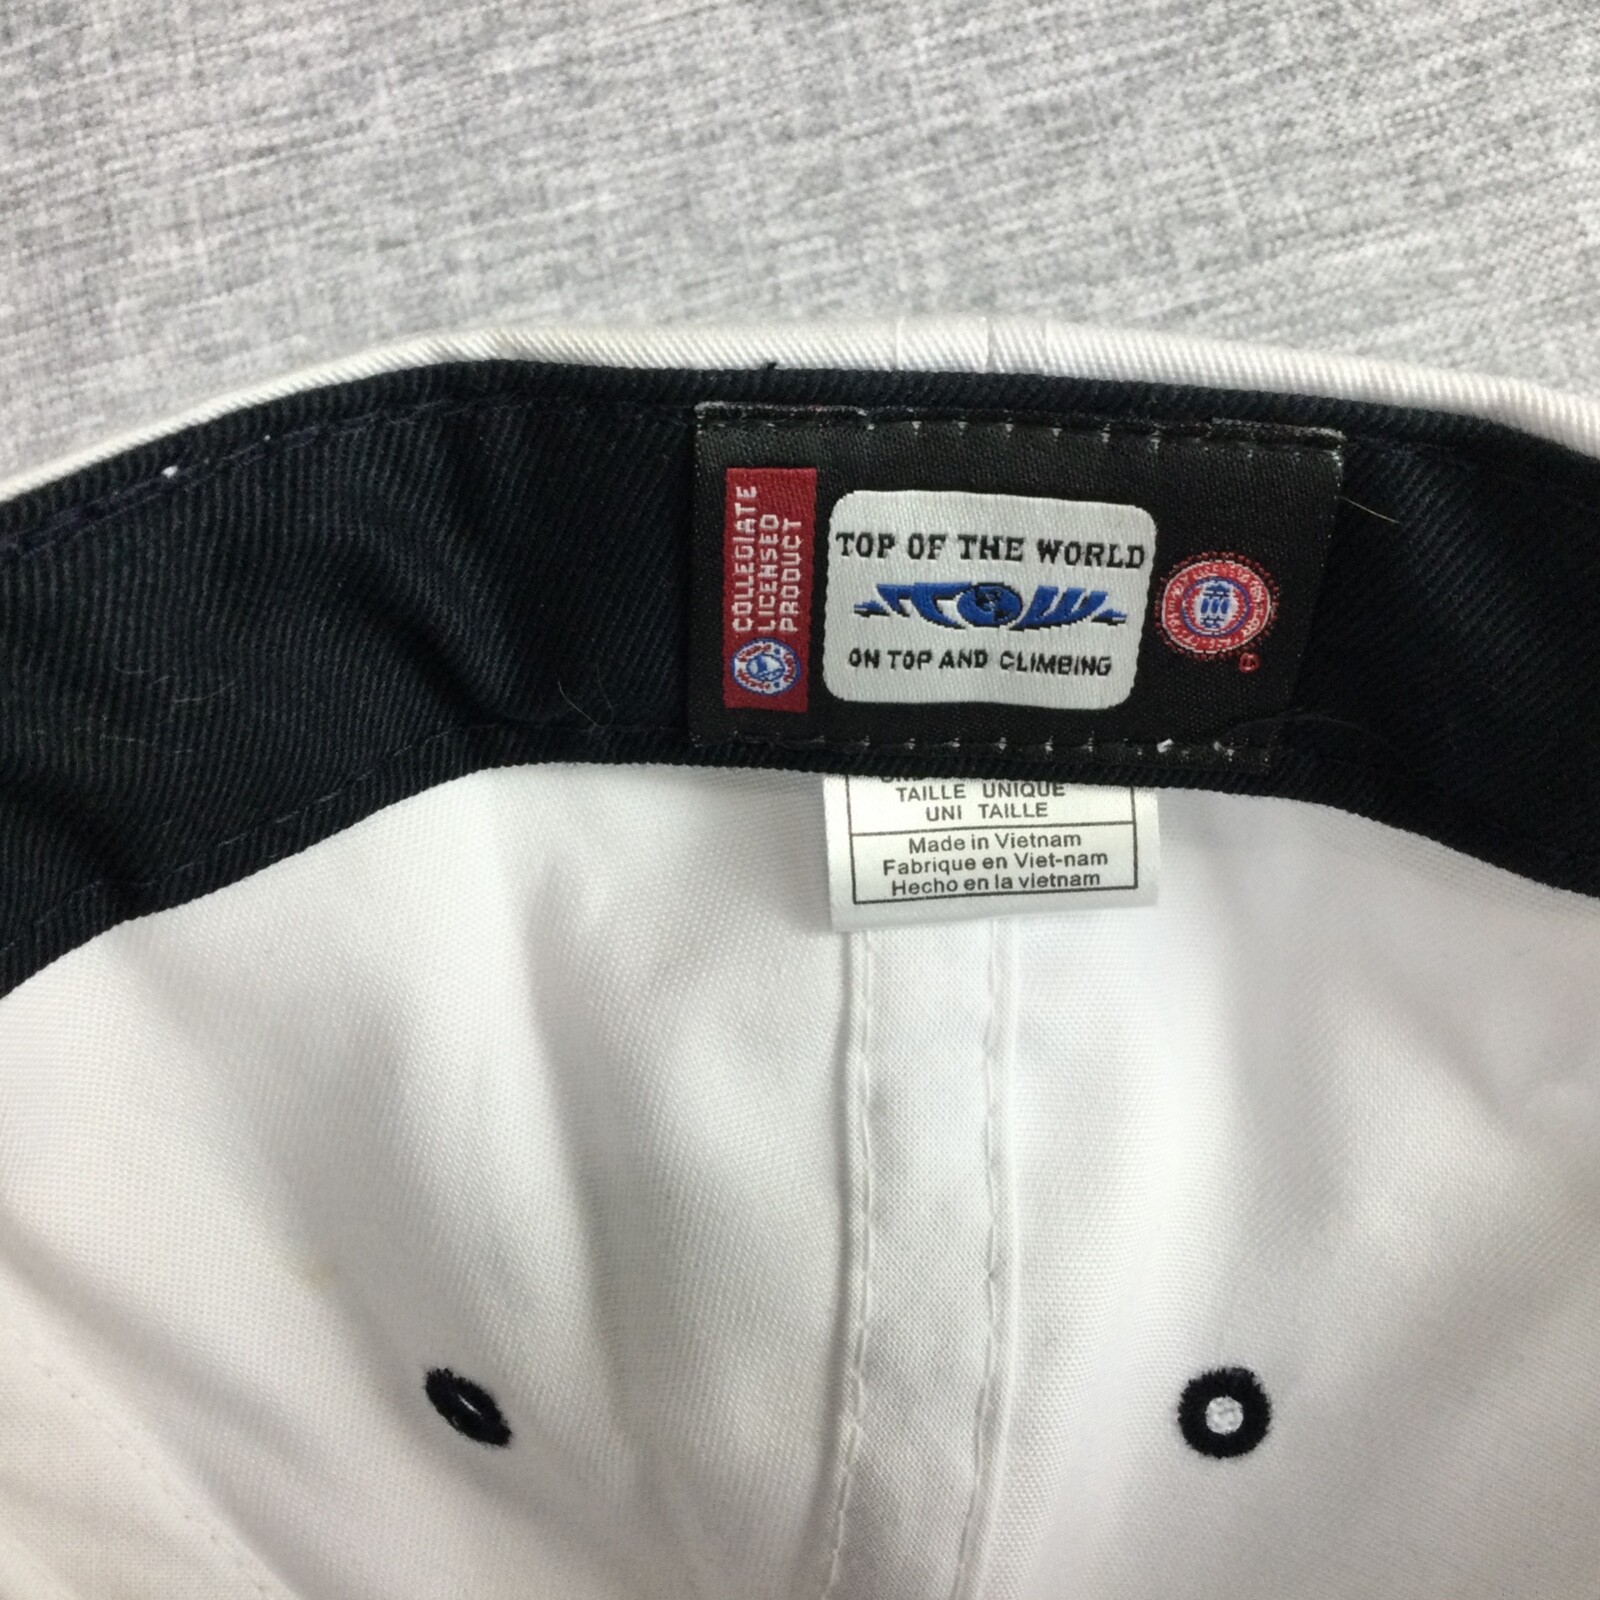 COLLEGIATE
LICENSED
PRODUCT
TOP OF THE WORLD
TOW
ON TOP AND CLIMBING
TAILLE UNIQUE
UNI TAILLE
Made in Vietnam
Fabrique en Viet-nam
Hecho en la vietnam